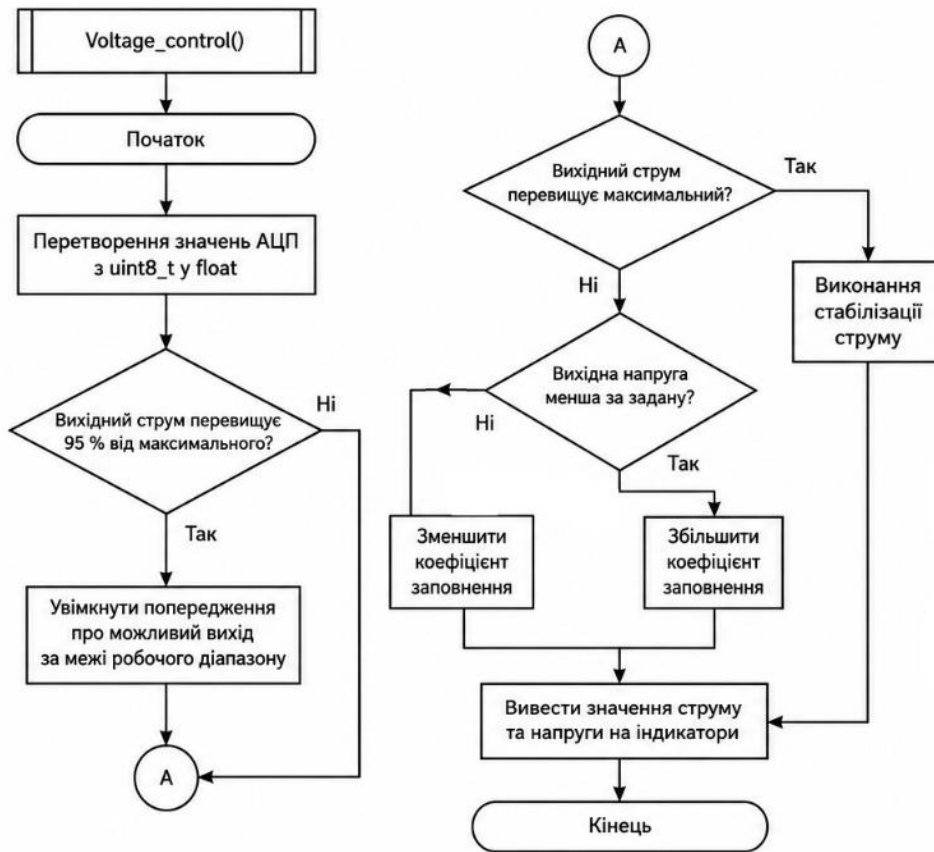 Voltage_control()
Початок
Перетворення значень АЦП
з uint8_t у float
Вихідний струм перевищує
95 % від максимального?
Ні
Так
Увімкнути попередження
про можливий вихід
за межі робочого діапазону
А
А
Вихідний струм
перевищує максимальний?
Так
Ні
Виконання
стабілізації
струму
Вихідна напруга
менша за задану?
Ні
Так
Зменшити
коефіцієнт
заповнення
Збільшити
коефіцієнт
заповнення
Вивести значення струму
та напруги на індикатори
Кінець